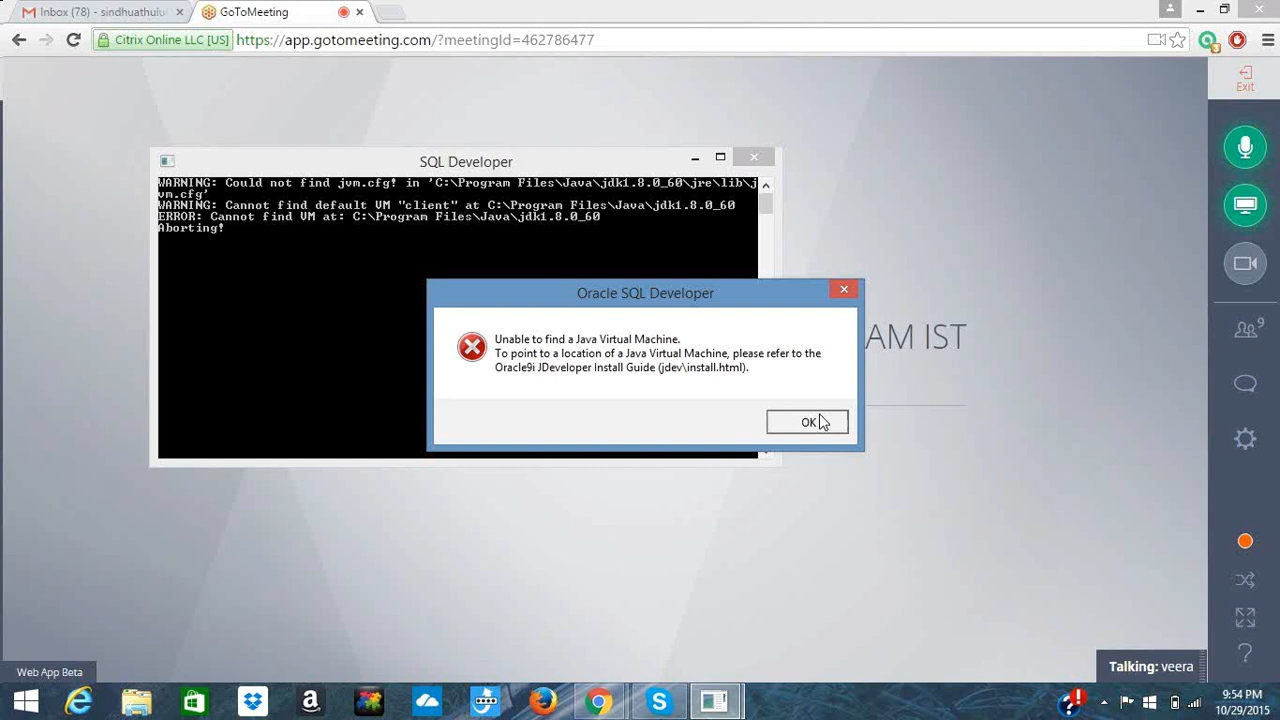 Inbox (78) - sindhuathulu
GoToMeeting
Citrix Online LLC [US]
https://app.gotomeeting.com/?meetingId=462786477
3
Exit
SQL Developer
WARNING: Could not find jvm.cfg! in 'C:\Program Files\Java\jdk1.8.0_60\jre\lib\j
vm.cfg'
WARNING: Cannot find default VM "client" at C:\Program Files\Java\jdk1.8.0_60
ERROR: Cannot find VM at: C:\Program Files\Java\jdk1.8.0_60
Aborting!
Oracle SQL Developer
Unable to find a Java Virtual Machine.
To point to a location of a Java Virtual Machine, please refer to the
Oracle9i JDeveloper Install Guide (jdev\install.html).
OK
AM IST
9
Talking: veera
Web App Beta
9:54 PM
10/29/2015